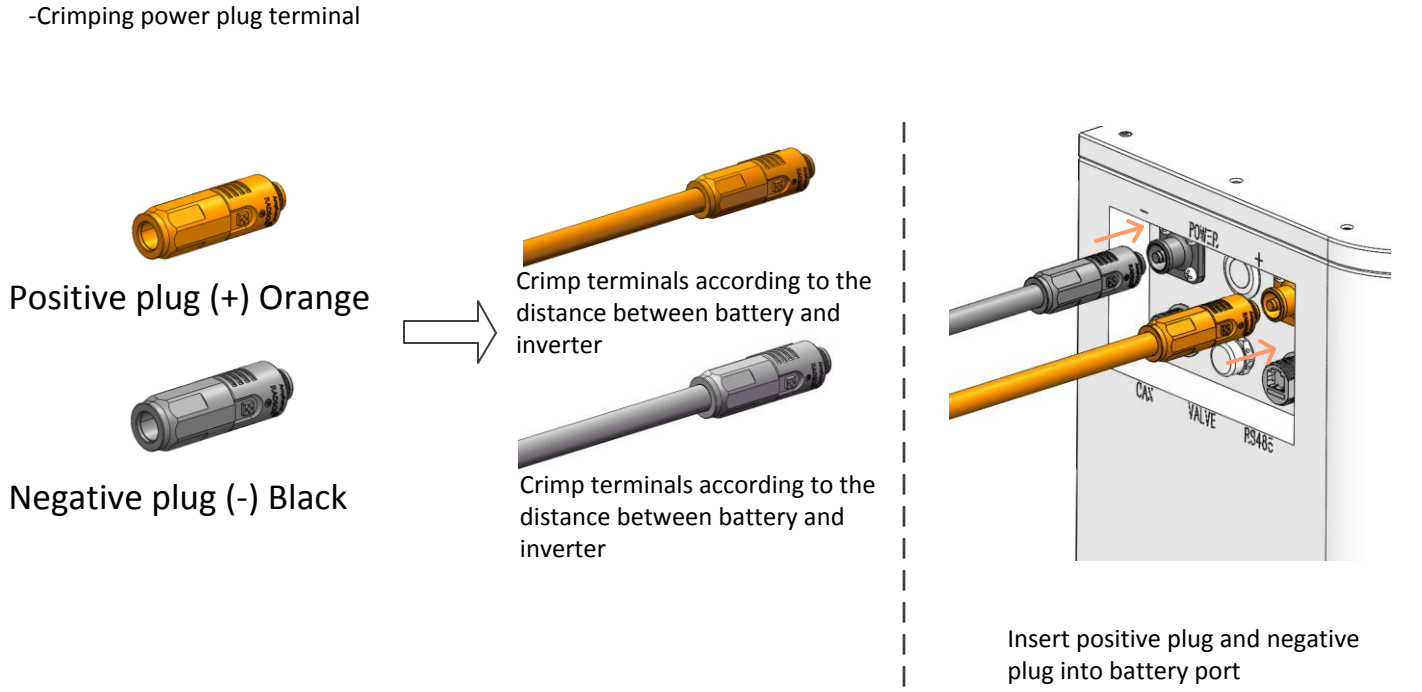 -Crimping power plug terminal
Positive plug (+) Orange
Negative plug (-) Black
Crimp terminals according to the
distance between battery and
inverter
Crimp terminals according to the
distance between battery and
inverter
-
POWER
+
CAN
VALVE
RS485
Insert positive plug and negative
plug into battery port